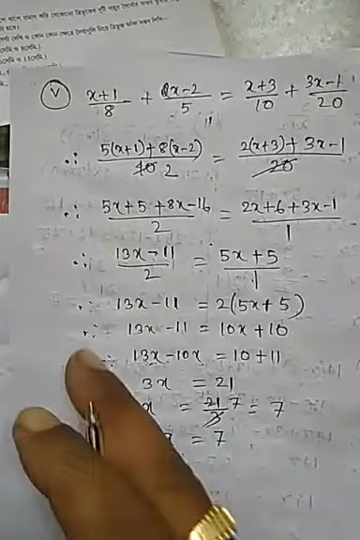 (v) x+1/8 + x-2/5 = x+3/10 + 3x-1/20
∴ 5(x+1)+8(x-2)/40 2 = 2(x+3)+3x-1/20
∴ 5x+5+8x-16/2 = 2x+6+3x-1/1
∴ 13x-11/2 = 5x+5/1
∴ 13x-11 = 2(5x+5)
∴ 13x-11 = 10x+10
13x-10x = 10+11
3x = 21
x = 21/3 7 = 7
= 7